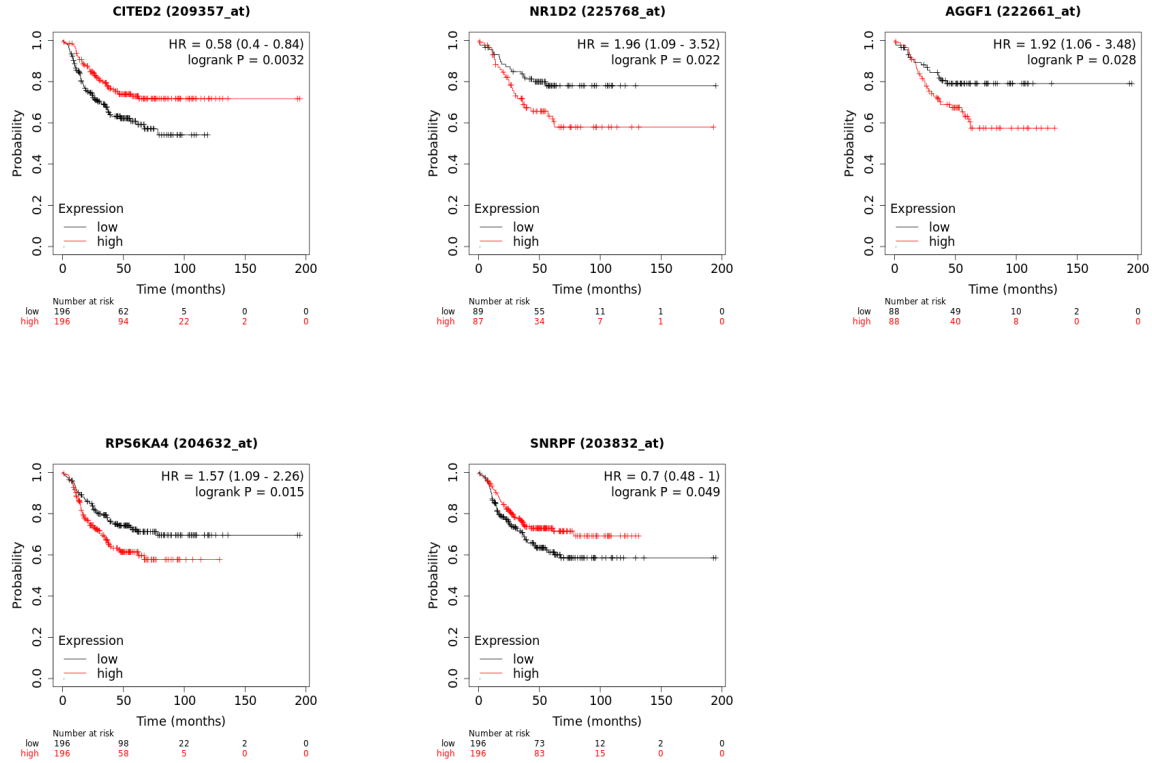 CITED2 (209357_at)
HR = 0.58 (0.4 - 0.84)
logrank P = 0.0032
Probability
0.0 0.2 0.4 0.6 0.8 1.0
Expression
low
high
0 50 100 150 200
Time (months)
Number at risk
low 196 62 5 0 0
high 196 94 22 2 0
NR1D2 (225768_at)
HR = 1.96 (1.09 - 3.52)
logrank P = 0.022
Probability
0.0 0.2 0.4 0.6 0.8 1.0
Expression
low
high
0 50 100 150 200
Time (months)
Number at risk
low 89 55 11 1 0
high 87 34 7 1 0
AGGF1 (222661_at)
HR = 1.92 (1.06 - 3.48)
logrank P = 0.028
Probability
0.0 0.2 0.4 0.6 0.8 1.0
Expression
low
high
0 50 100 150 200
Time (months)
Number at risk
low 88 49 10 2 0
high 88 40 8 0 0
RPS6KA4 (204632_at)
HR = 1.57 (1.09 - 2.26)
logrank P = 0.015
Probability
0.0 0.2 0.4 0.6 0.8 1.0
Expression
low
high
0 50 100 150 200
Time (months)
Number at risk
low 196 98 22 2 0
high 196 58 5 0 0
SNRPF (203832_at)
HR = 0.7 (0.48 - 1)
logrank P = 0.049
Probability
0.0 0.2 0.4 0.6 0.8 1.0
Expression
low
high
0 50 100 150 200
Time (months)
Number at risk
low 196 73 12 2 0
high 196 83 15 0 0